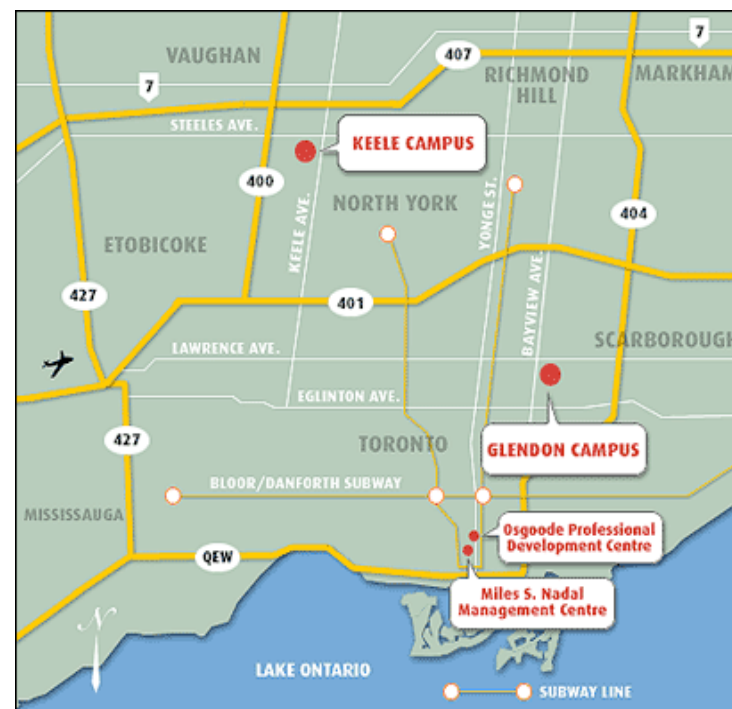 7
VAUGHAN
407
RICHMOND
HILL
MARKHAM
7
STEELES AVE.
KEELE CAMPUS
400
NORTH YORK
YONGE ST.
404
KEELE AVE.
ETOBICOKE
BAYVIEW AVE.
427
401
SCARBOROUGH
LAWRENCE AVE.
EGLINTON AVE.
427
TORONTO
GLENDON CAMPUS
BLOOR/DANFORTH SUBWAY
MISSISSAUGA
Osgoode Professional
Development Centre
QEW
Miles S. Nadal
Management Centre
N
LAKE ONTARIO
SUBWAY LINE